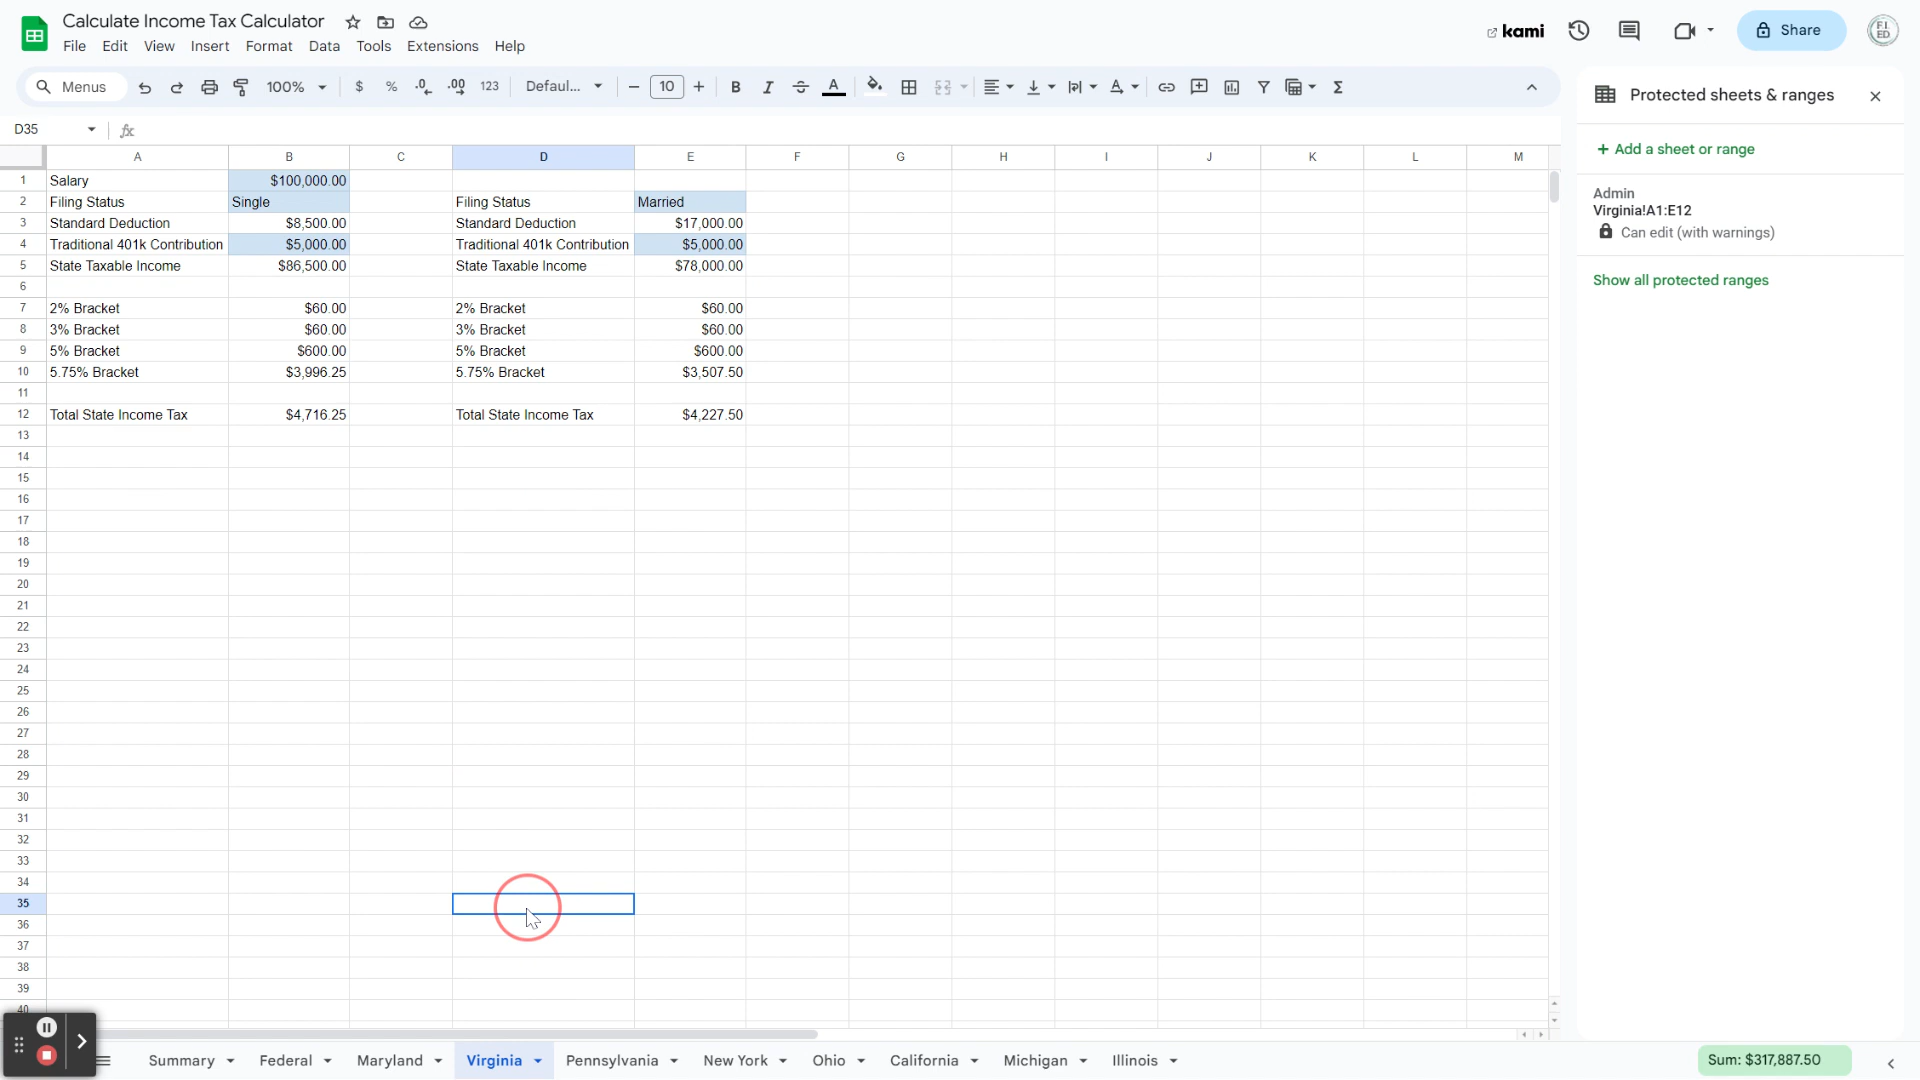 Calculate Income Tax Calculator
kami
Share
File Edit View Insert Format Data Tools Extensions Help
Menus 100% $ % .0 .00 123 Defaul... − 10 + B I A A Σ
Protected sheets & ranges
D35 fx
+ Add a sheet or range
A B C D E F G H I J K L M
1 Salary $100,000.00
2 Filing Status Single Filing Status Married
3 Standard Deduction $8,500.00 Standard Deduction $17,000.00
4 Traditional 401k Contribution $5,000.00 Traditional 401k Contribution $5,000.00
5 State Taxable Income $86,500.00 State Taxable Income $78,000.00
6
7 2% Bracket $60.00 2% Bracket $60.00
8 3% Bracket $60.00 3% Bracket $60.00
9 5% Bracket $600.00 5% Bracket $600.00
10 5.75% Bracket $3,996.25 5.75% Bracket $3,507.50
11
12 Total State Income Tax $4,716.25 Total State Income Tax $4,227.50
13
14
15
16
17
18
19
20
21
22
23
24
25
26
27
28
29
30
31
32
33
34
35
36
37
38
39
40
Admin
Virginia!A1:E12
Can edit (with warnings)
Show all protected ranges
Summary Federal Maryland Virginia Pennsylvania New York Ohio California Michigan Illinois Sum: $317,887.50